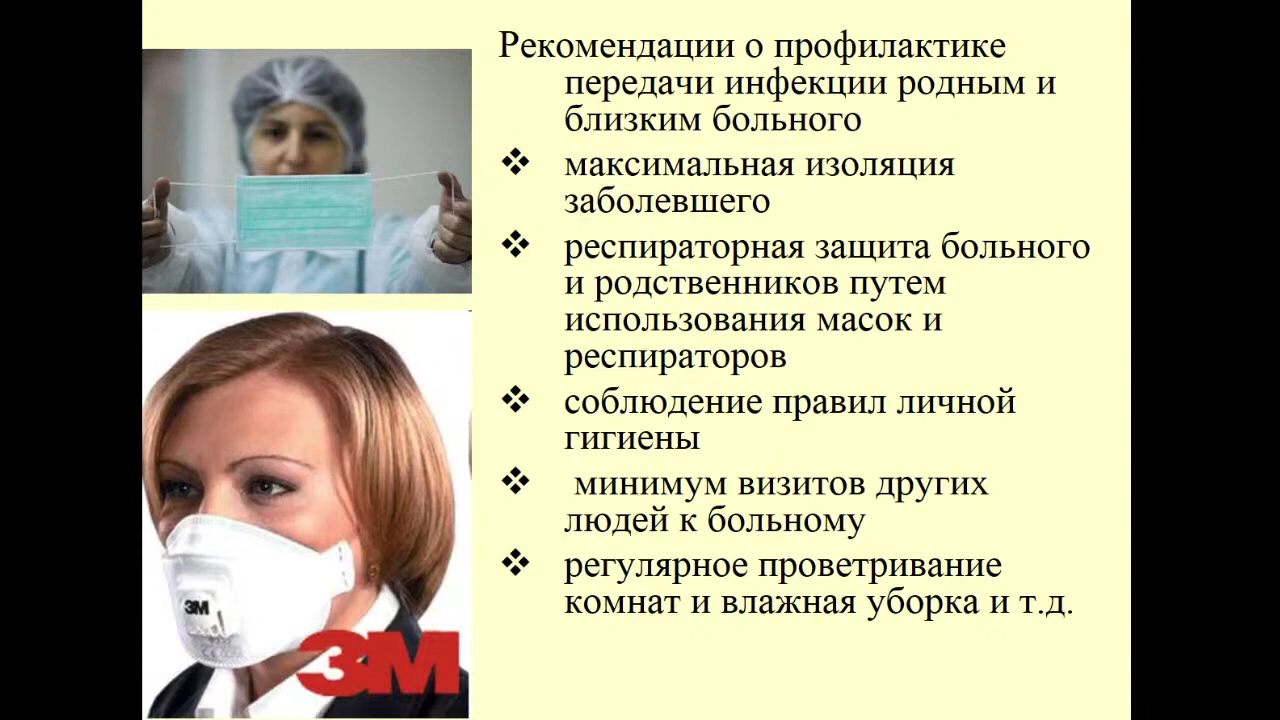 Рекомендации о профилактике
передачи инфекции родным и
близким больного
❖ максимальная изоляция
заболевшего
❖ респираторная защита больного
и родственников путем
использования масок и
респираторов
❖ соблюдение правил личной
гигиены
❖ минимум визитов других
людей к больному
❖ регулярное проветривание
комнат и влажная уборка и т.д.
3M
3M